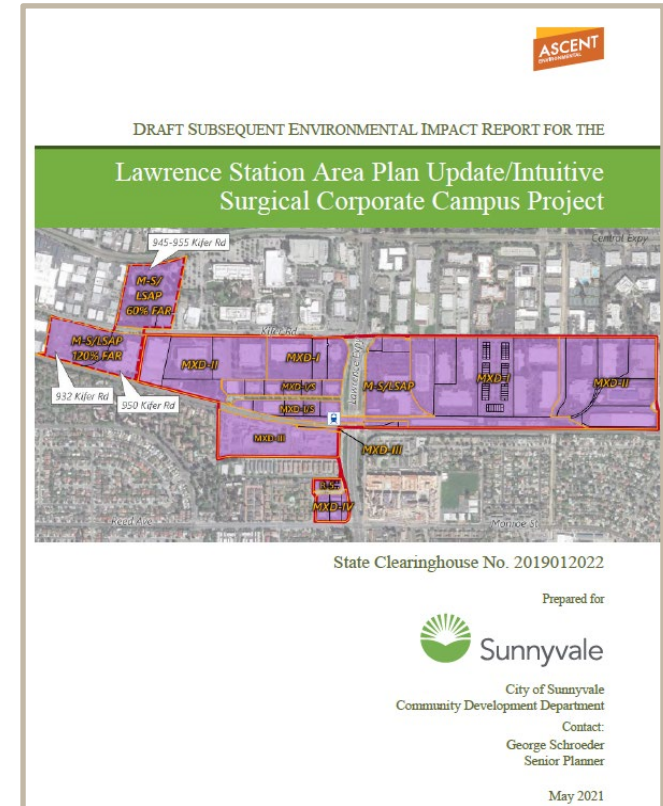 ASCENT
ENVIRONMENTAL
DRAFT SUBSEQUENT ENVIRONMENTAL IMPACT REPORT FOR THE
Lawrence Station Area Plan Update/Intuitive
Surgical Corporate Campus Project
945-955 Kifer Rd
Central Expy
M-S/
LSAP
60% FAR
Kifer Rd
M-S/LSAP
120% FAR
932 Kifer Rd
950 Kifer Rd
MXD-II
MXD-I
MXD-I/S
MXD-I/S
Lawrence Expy
M-S/LSAP
MXD-I
MXD-II
MXD-III
MXD-III
MXD-IV
Reed Ave
Monroe St
State Clearinghouse No. 2019012022
Prepared for
Sunnyvale
City of Sunnyvale
Community Development Department
Contact:
George Schroeder
Senior Planner
May 2021